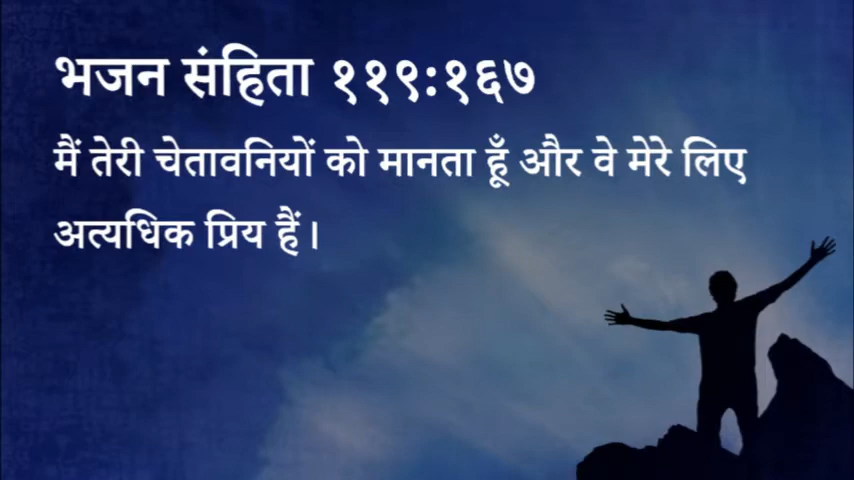 भजन संहिता ११९:१६७
मैं तेरी चेतावनियों को मानता हूँ और वे मेरे लिए
अत्यधिक प्रिय हैं।